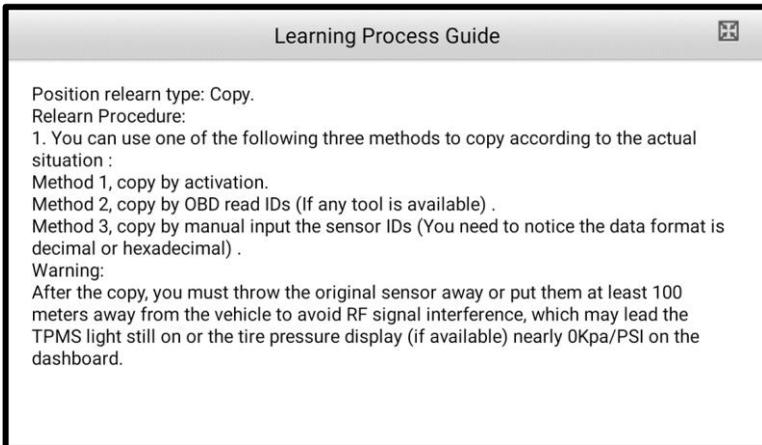 Learning Process Guide
Position relearn type: Copy.
Relearn Procedure:
1. You can use one of the following three methods to copy according to the actual
situation :
Method 1, copy by activation.
Method 2, copy by OBD read IDs (If any tool is available) .
Method 3, copy by manual input the sensor IDs (You need to notice the data format is
decimal or hexadecimal) .
Warning:
After the copy, you must throw the original sensor away or put them at least 100
meters away from the vehicle to avoid RF signal interference, which may lead the
TPMS light still on or the tire pressure display (if available) nearly 0Kpa/PSI on the
dashboard.